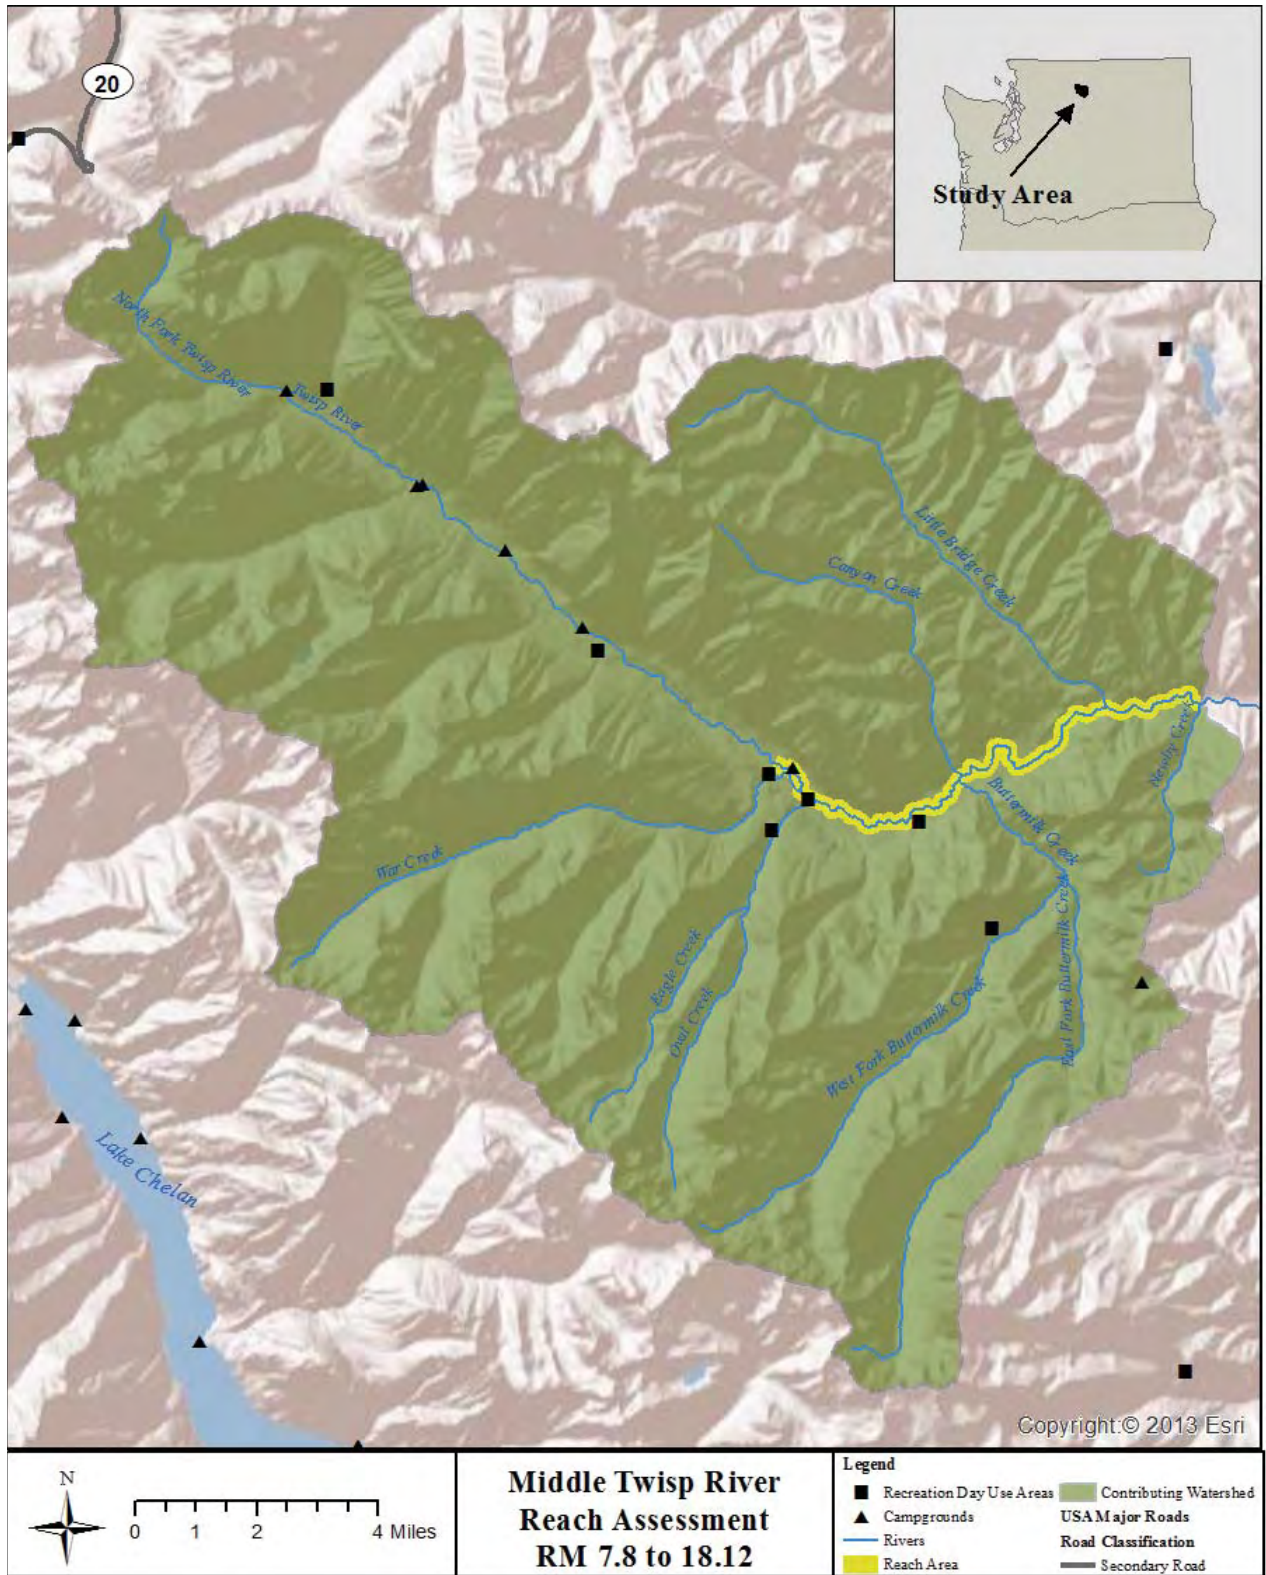 20
Study Area
North Fork Twisp River
Twisp River
Little Bridge Creek
Canyon Creek
Newby Creek
Buttermilk Creek
War Creek
Eagle Creek
Oval Creek
West Fork Buttermilk Creek
East Fork Buttermilk Creek
Lake Chelan
Copyright:© 2013 Esri
N
0 1 2 4 Miles
Middle Twisp River
Reach Assessment
RM 7.8 to 18.12
Legend
Recreation Day Use Areas
Campgrounds
Rivers
Reach Area
Contributing Watershed
USA Major Roads
Road Classification
Secondary Road